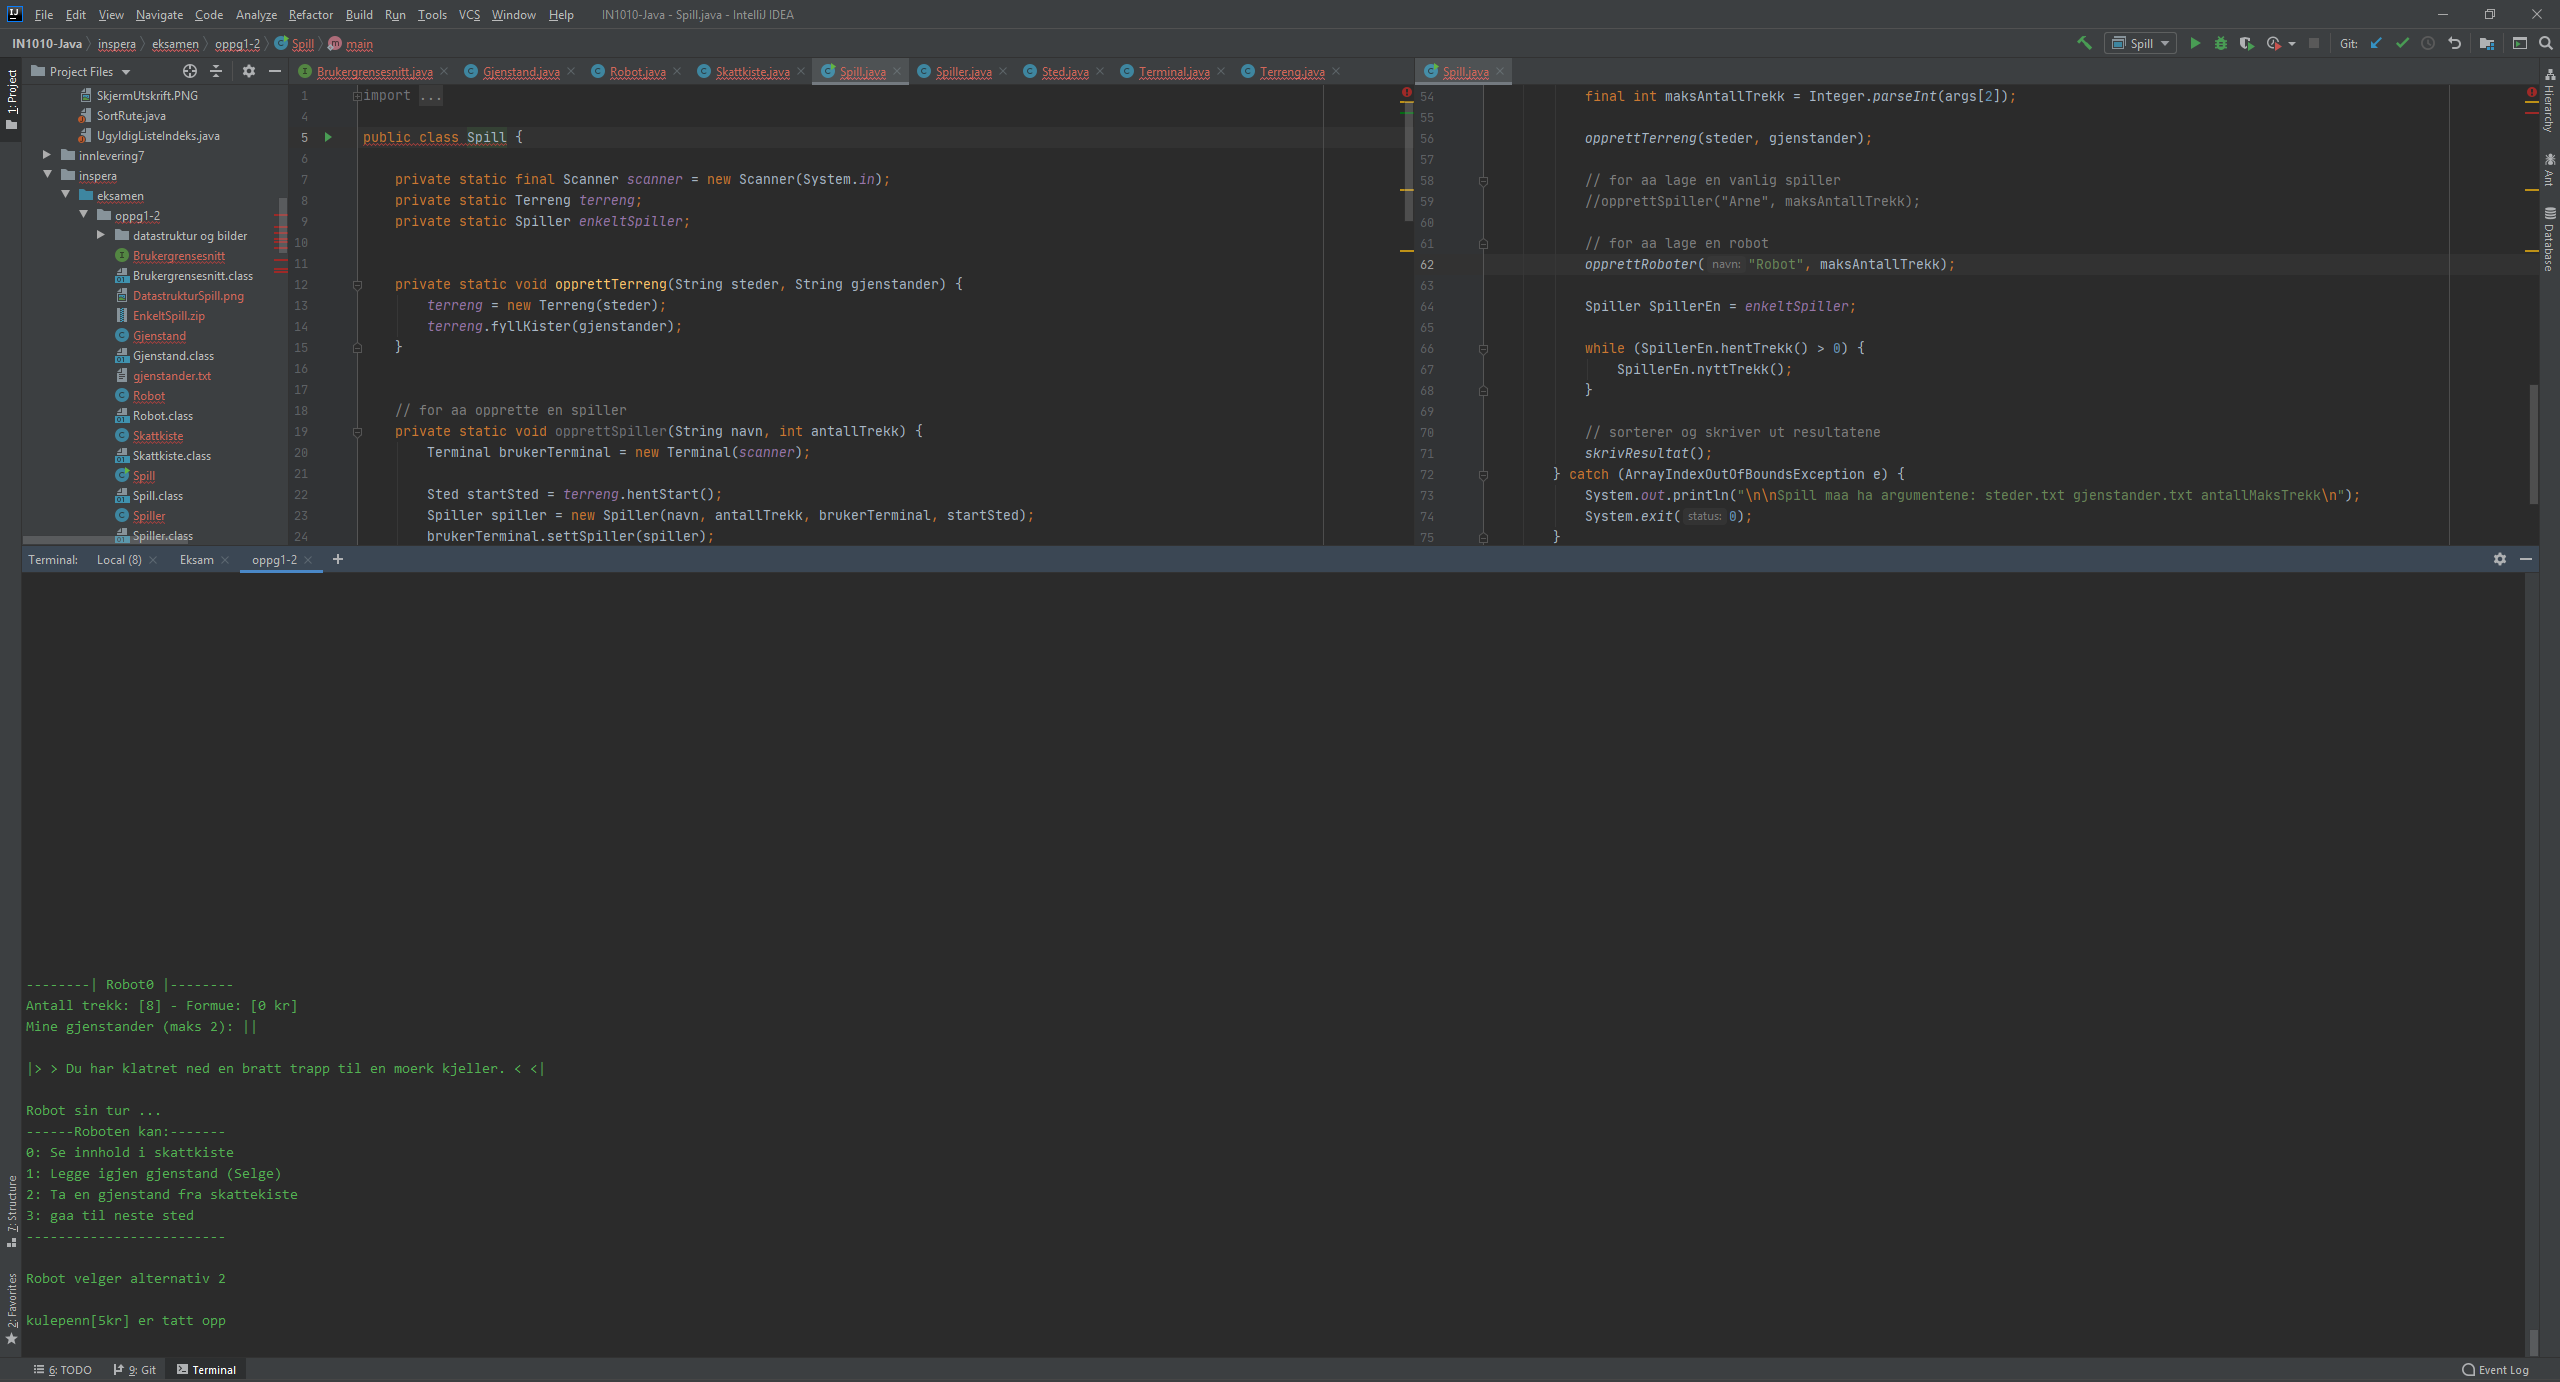 File Edit View Navigate Code Analyze Refactor Build Run Tools VCS Window Help IN1010-Java - Spill.java - IntelliJ IDEA
IN1010-Java inspera eksamen oppg1-2 Spill main
Spill Git:
1: Project
Project Files
SkjermUtskrift.PNG
SortRute.java
UgyldigListeIndeks.java
innlevering7
inspera
eksamen
oppg1-2
datastruktur og bilder
Brukergrensesnitt
Brukergrensesnitt.class
DatastrukturSpill.png
EnkeltSpill.zip
Gjenstand
Gjenstand.class
gjenstander.txt
Robot
Robot.class
Skattkiste
Skattkiste.class
Spill
Spill.class
Spiller
Spiller.class
Brukergrensesnitt.java Gjenstand.java Robot.java Skattkiste.java Spill.java Spiller.java Sted.java Terminal.java Terreng.java
1 import ...
4
5 public class Spill {
6
7 private static final Scanner scanner = new Scanner(System.in);
8 private static Terreng terreng;
9 private static Spiller enkeltSpiller;
10
11
12 private static void opprettTerreng(String steder, String gjenstander) {
13 terreng = new Terreng(steder);
14 terreng.fyllKister(gjenstander);
15 }
16
17
18 // for aa opprette en spiller
19 private static void opprettSpiller(String navn, int antallTrekk) {
20 Terminal brukerTerminal = new Terminal(scanner);
21
22 Sted startSted = terreng.hentStart();
23 Spiller spiller = new Spiller(navn, antallTrekk, brukerTerminal, startSted);
24 brukerTerminal.settSpiller(spiller);
Spill.java
54 final int maksAntallTrekk = Integer.parseInt(args[2]);
55
56 opprettTerreng(steder, gjenstander);
57
58 // for aa lage en vanlig spiller
59 //opprettSpiller("Arne", maksAntallTrekk);
60
61 // for aa lage en robot
62 opprettRoboter( navn: "Robot", maksAntallTrekk);
63
64 Spiller SpillerEn = enkeltSpiller;
65
66 while (SpillerEn.hentTrekk() > 0) {
67 SpillerEn.nyttTrekk();
68 }
69
70 // sorterer og skriver ut resultatene
71 skrivResultat();
72 } catch (ArrayIndexOutOfBoundsException e) {
73 System.out.println("\n\nSpill maa ha argumentene: steder.txt gjenstander.txt antallMaksTrekk\n");
74 System.exit( status: 0);
75 }
Hierarchy
Ant
Database
Terminal: Local (8) Eksam oppg1-2 +
--------| Robot0 |--------
Antall trekk: [8] - Formue: [0 kr]
Mine gjenstander (maks 2): ||
|> > Du har klatret ned en bratt trapp til en moerk kjeller. < <|
Robot sin tur ...
------Roboten kan:-------
0: Se innhold i skattkiste
1: Legge igjen gjenstand (Selge)
2: Ta en gjenstand fra skattekiste
3: gaa til neste sted
-------------------------
Robot velger alternativ 2
kulepenn[5kr] er tatt opp
7: Structure
2: Favorites
6: TODO 9: Git Terminal Event Log